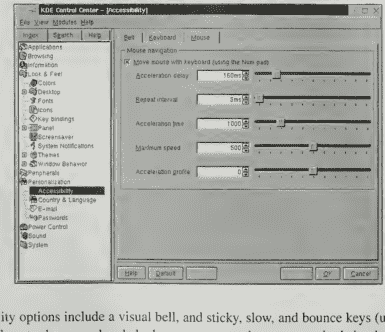 KDE Control Center - [Accessibility]
File View Modules Help
Index Search Help
Bell Keyboard Mouse
Applications
Browsing
Information
Look & Feel
Colors
Desktop
Fonts
Icons
Key bindings
Panel
Screensaver
System Notifications
Themes
Window Behavior
Peripherals
Personalization
Accessibility
Country & Language
E-mail
Passwords
Power Control
Sound
System
Mouse navigation
Move mouse with keyboard (using the Num pad)
Acceleration delay 160ms
Repeat interval 5ms
Acceleration time 1000
Maximum speed 500
Acceleration profile 0
Help Default OK Cancel
ity options include a visual bell, and sticky, slow, and bounce keys (u